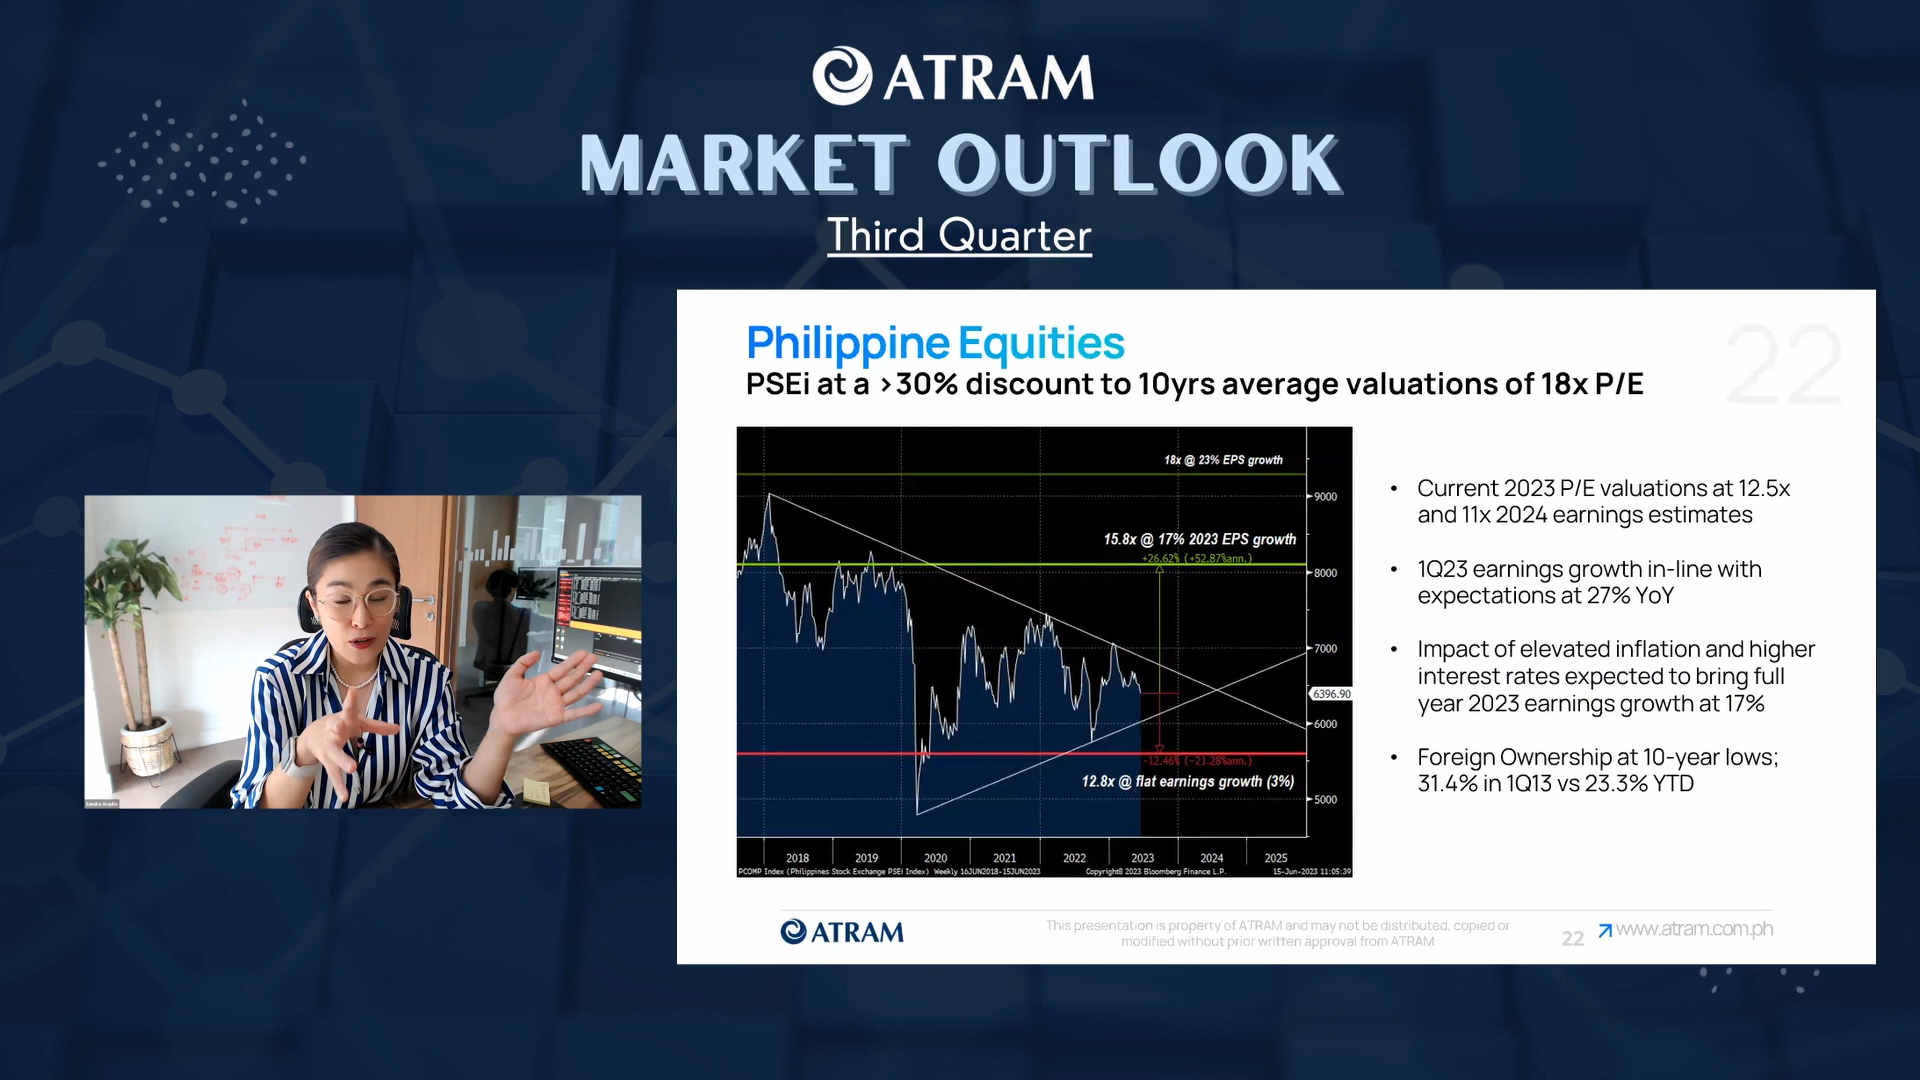 ATRAM
MARKET OUTLOOK
Third Quarter
Philippine Equities
22
PSEi at a >30% discount to 10yrs average valuations of 18x P/E
18x @ 23% EPS growth
9000
15.8x @ 17% 2023 EPS growth
+26.62% (+52.87%ann.)
8000
7000
6396.90
6000
-12.46% (-21.28%ann.)
12.8x @ flat earnings growth (3%)
5000
2018 2019 2020 2021 2022 2023 2024 2025
PCOMP Index (Philippines Stock Exchange PSEi Index) Weekly 16JUN2018-15JUN2023 Copyright© 2023 Bloomberg Finance L.P. 15-Jun-2023 11:05:39
• Current 2023 P/E valuations at 12.5x
and 11x 2024 earnings estimates
• 1Q23 earnings growth in-line with
expectations at 27% YoY
• Impact of elevated inflation and higher
interest rates expected to bring full
year 2023 earnings growth at 17%
• Foreign Ownership at 10-year lows;
31.4% in 1Q13 vs 23.3% YTD
Sandra Araullo
ATRAM
This presentation is property of ATRAM and may not be distributed, copied or
modified without prior written approval from ATRAM
22
www.atram.com.ph